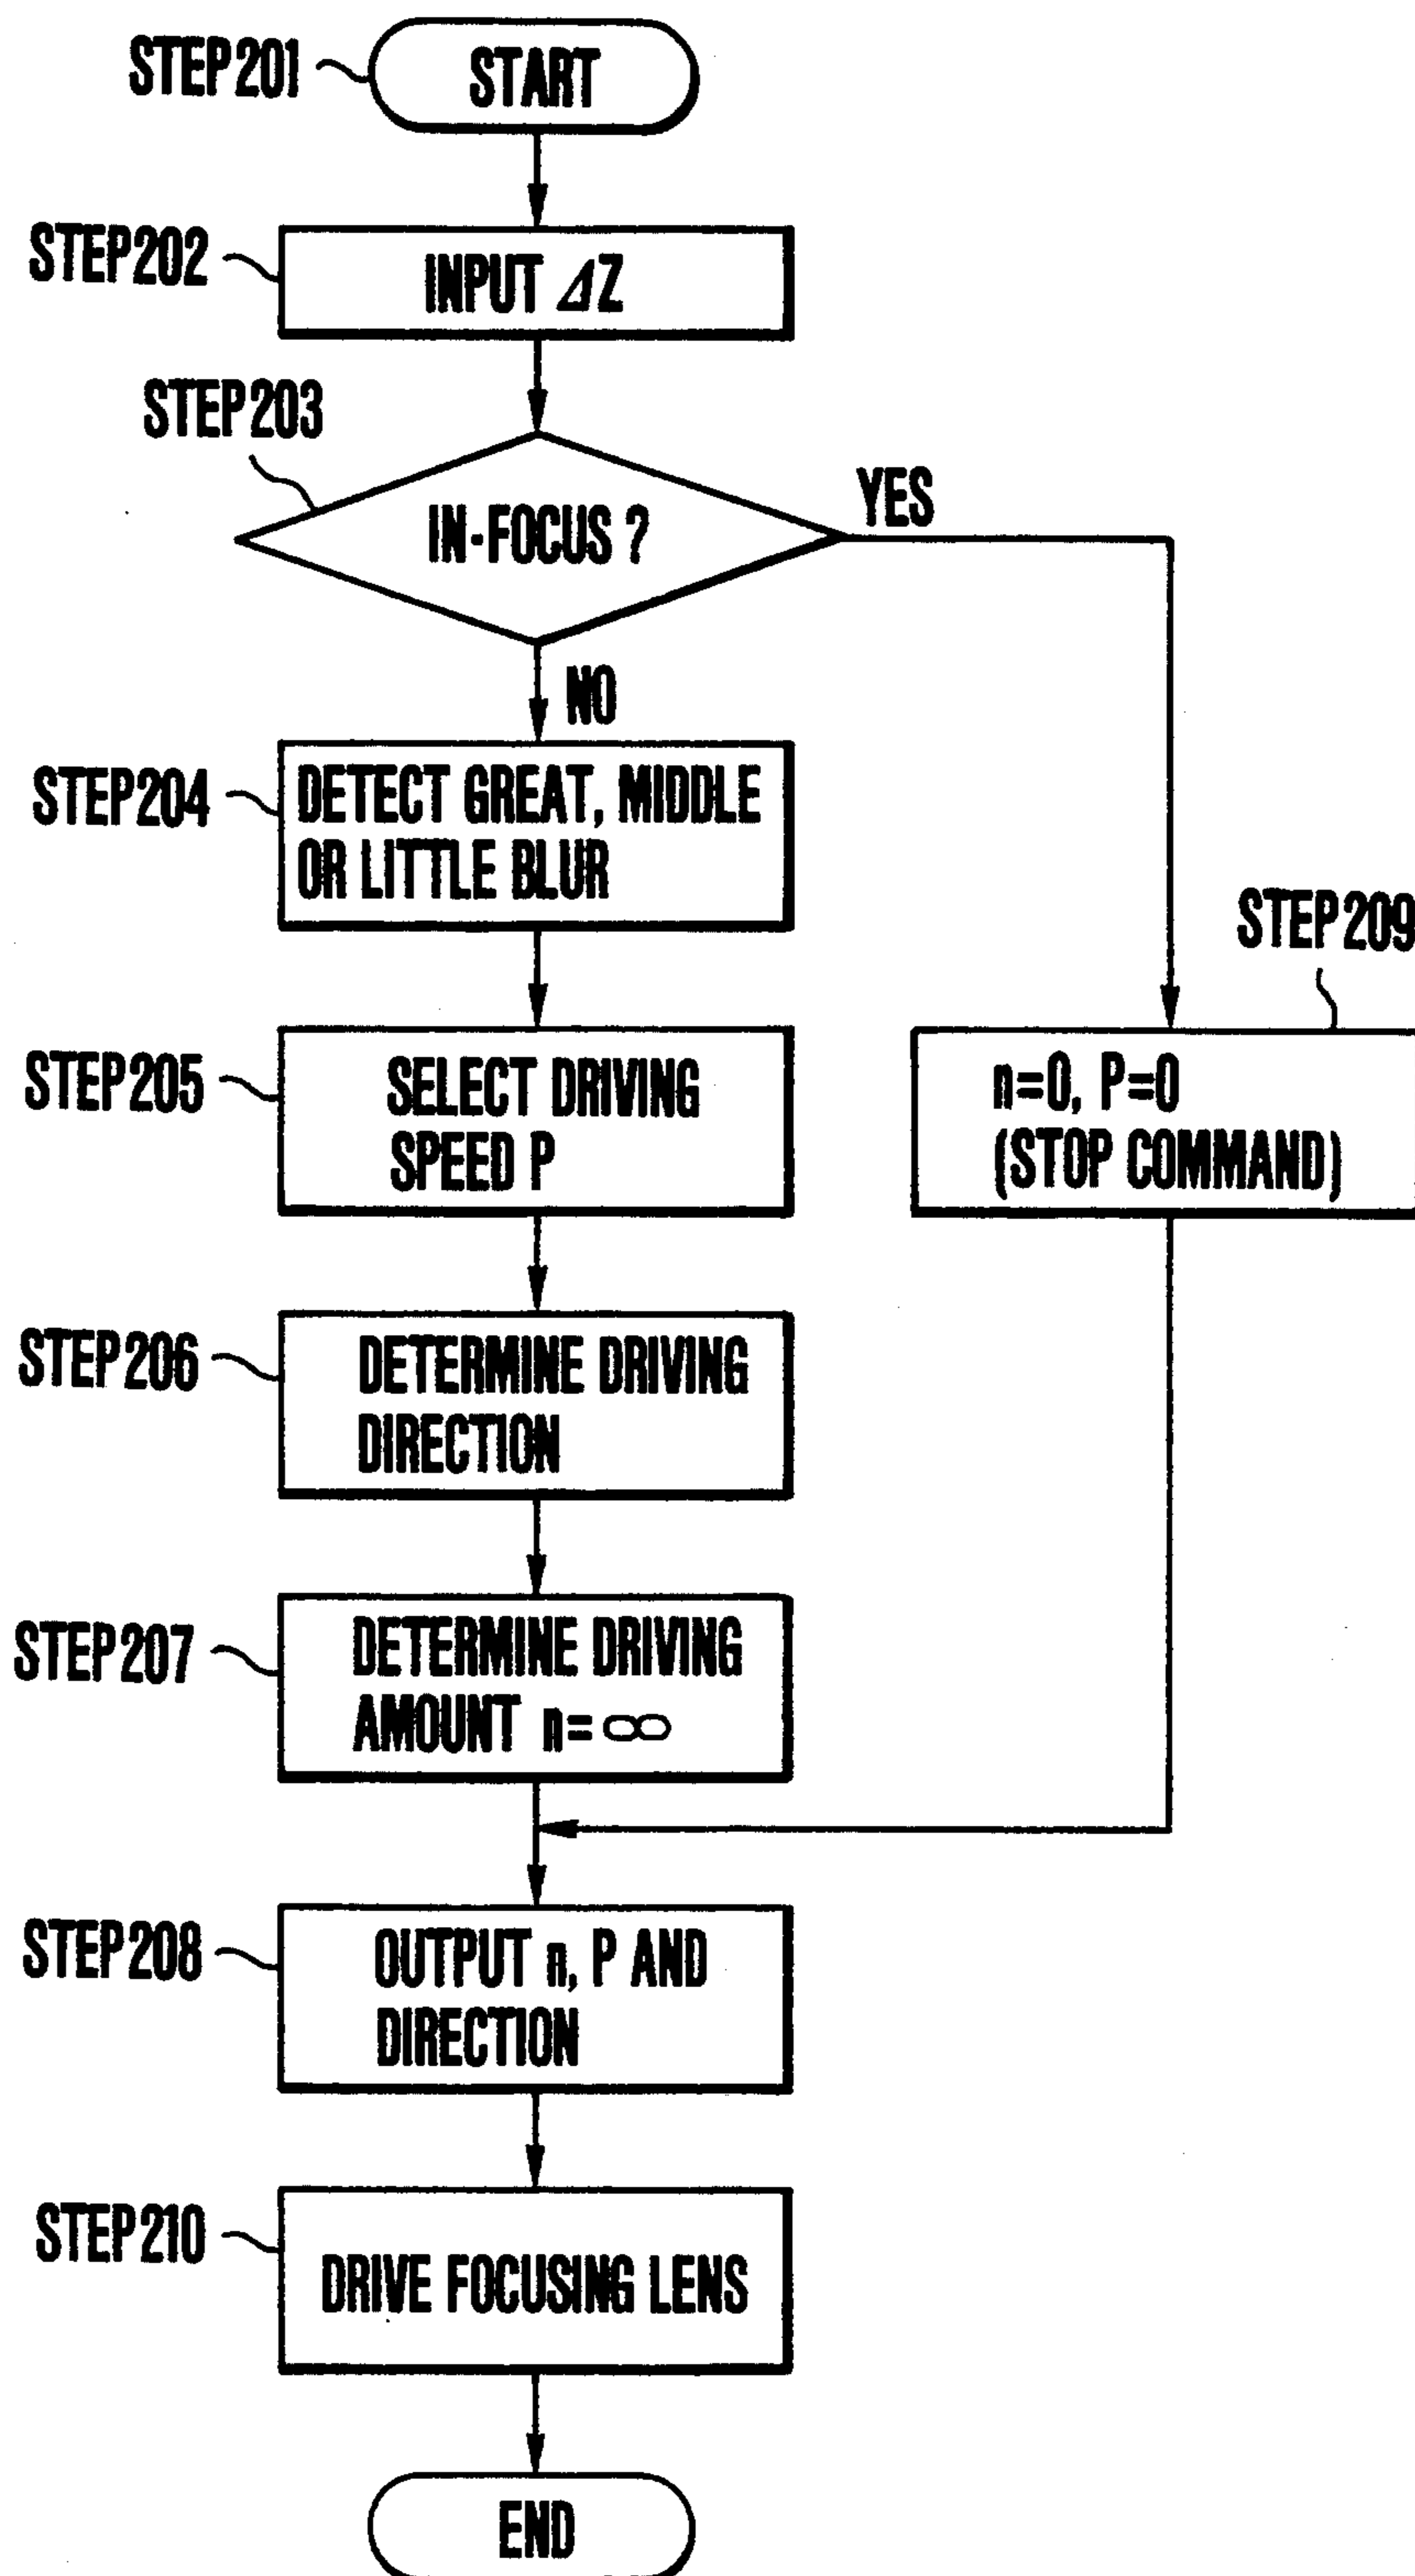 STEP201
START
STEP202
INPUT ΔZ
STEP203
IN-FOCUS ?
YES
NO
STEP204
DETECT GREAT, MIDDLE
OR LITTLE BLUR
STEP205
SELECT DRIVING
SPEED P
STEP209
n=0, P=0
(STOP COMMAND)
STEP206
DETERMINE DRIVING
DIRECTION
STEP207
DETERMINE DRIVING
AMOUNT n=∞
STEP208
OUTPUT n, P AND
DIRECTION
STEP210
DRIVE FOCUSING LENS
END